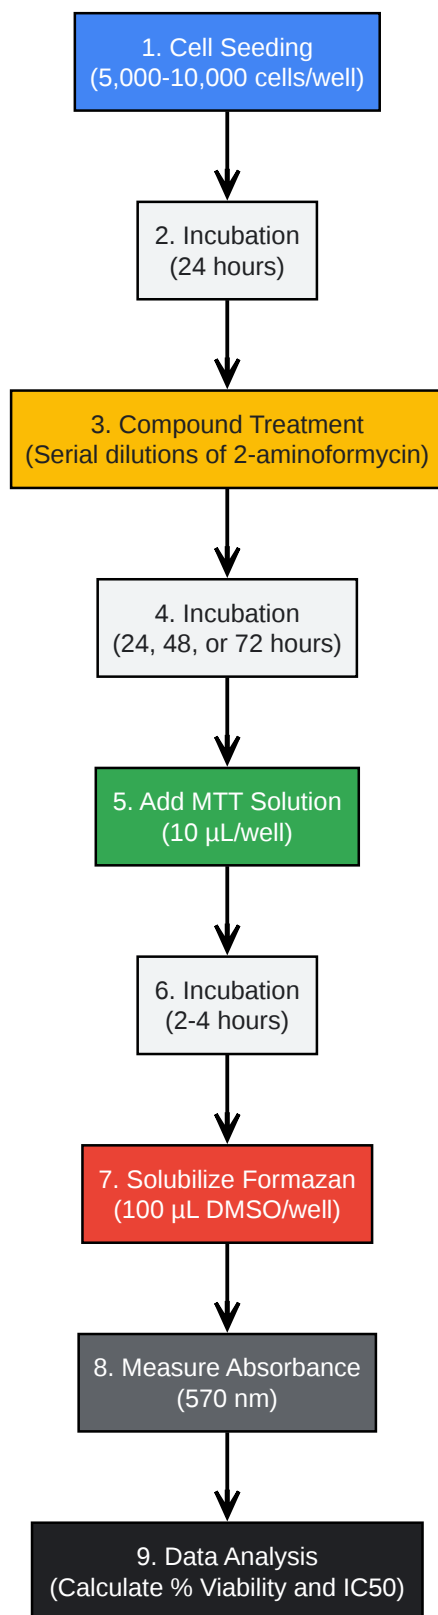 1. Cell Seeding
(5,000-10,000 cells/well)
2. Incubation
(24 hours)
3. Compound Treatment
(Serial dilutions of 2-aminoformycin)
4. Incubation
(24, 48, or 72 hours)
5. Add MTT Solution
(10 µL/well)
6. Incubation
(2-4 hours)
7. Solubilize Formazan
(100 µL DMSO/well)
8. Measure Absorbance
(570 nm)
9. Data Analysis
(Calculate % Viability and IC50)